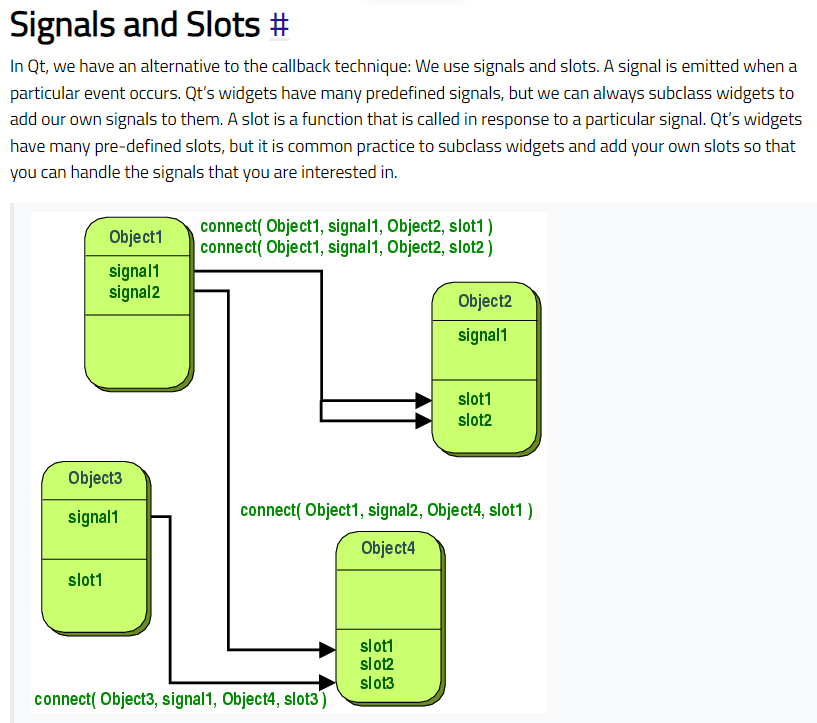 Signals and Slots #
In Qt, we have an alternative to the callback technique: We use signals and slots. A signal is emitted when a
particular event occurs. Qt’s widgets have many predefined signals, but we can always subclass widgets to
add our own signals to them. A slot is a function that is called in response to a particular signal. Qt’s widgets
have many pre-defined slots, but it is common practice to subclass widgets and add your own slots so that
you can handle the signals that you are interested in.
connect( Object1, signal1, Object2, slot1 )
connect( Object1, signal1, Object2, slot2 )
Object1
signal1
signal2
Object2
signal1
slot1
slot2
Object3
signal1
slot1
connect( Object1, signal2, Object4, slot1 )
Object4
slot1
slot2
slot3
connect( Object3, signal1, Object4, slot3 )